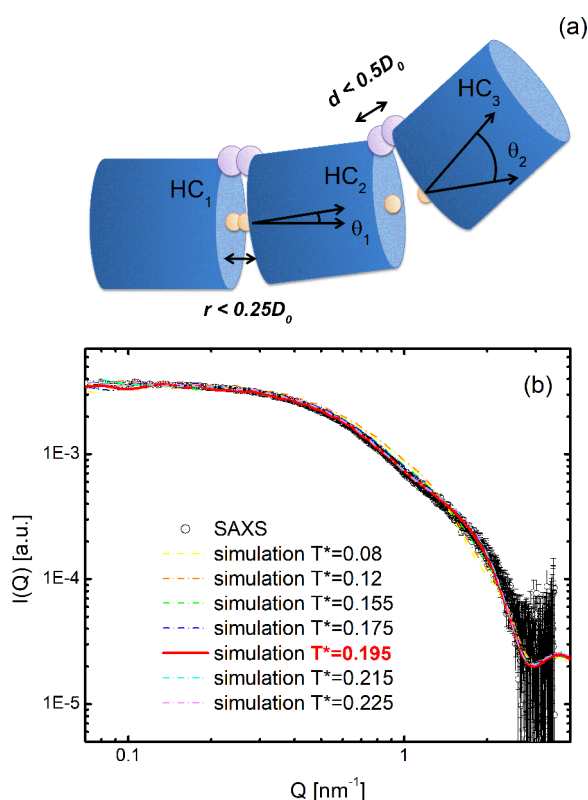 (a)
d < 0.5D₀
HC₃
HC₁
HC₂
θ₂
θ₁
r < 0.25D₀
(b)
1E-3
1E-4
1E-5
I(Q) [a.u.]
SAXS
simulation T*=0.08
simulation T*=0.12
simulation T*=0.155
simulation T*=0.175
simulation T*=0.195
simulation T*=0.215
simulation T*=0.225
0.1 1
Q [nm⁻¹]